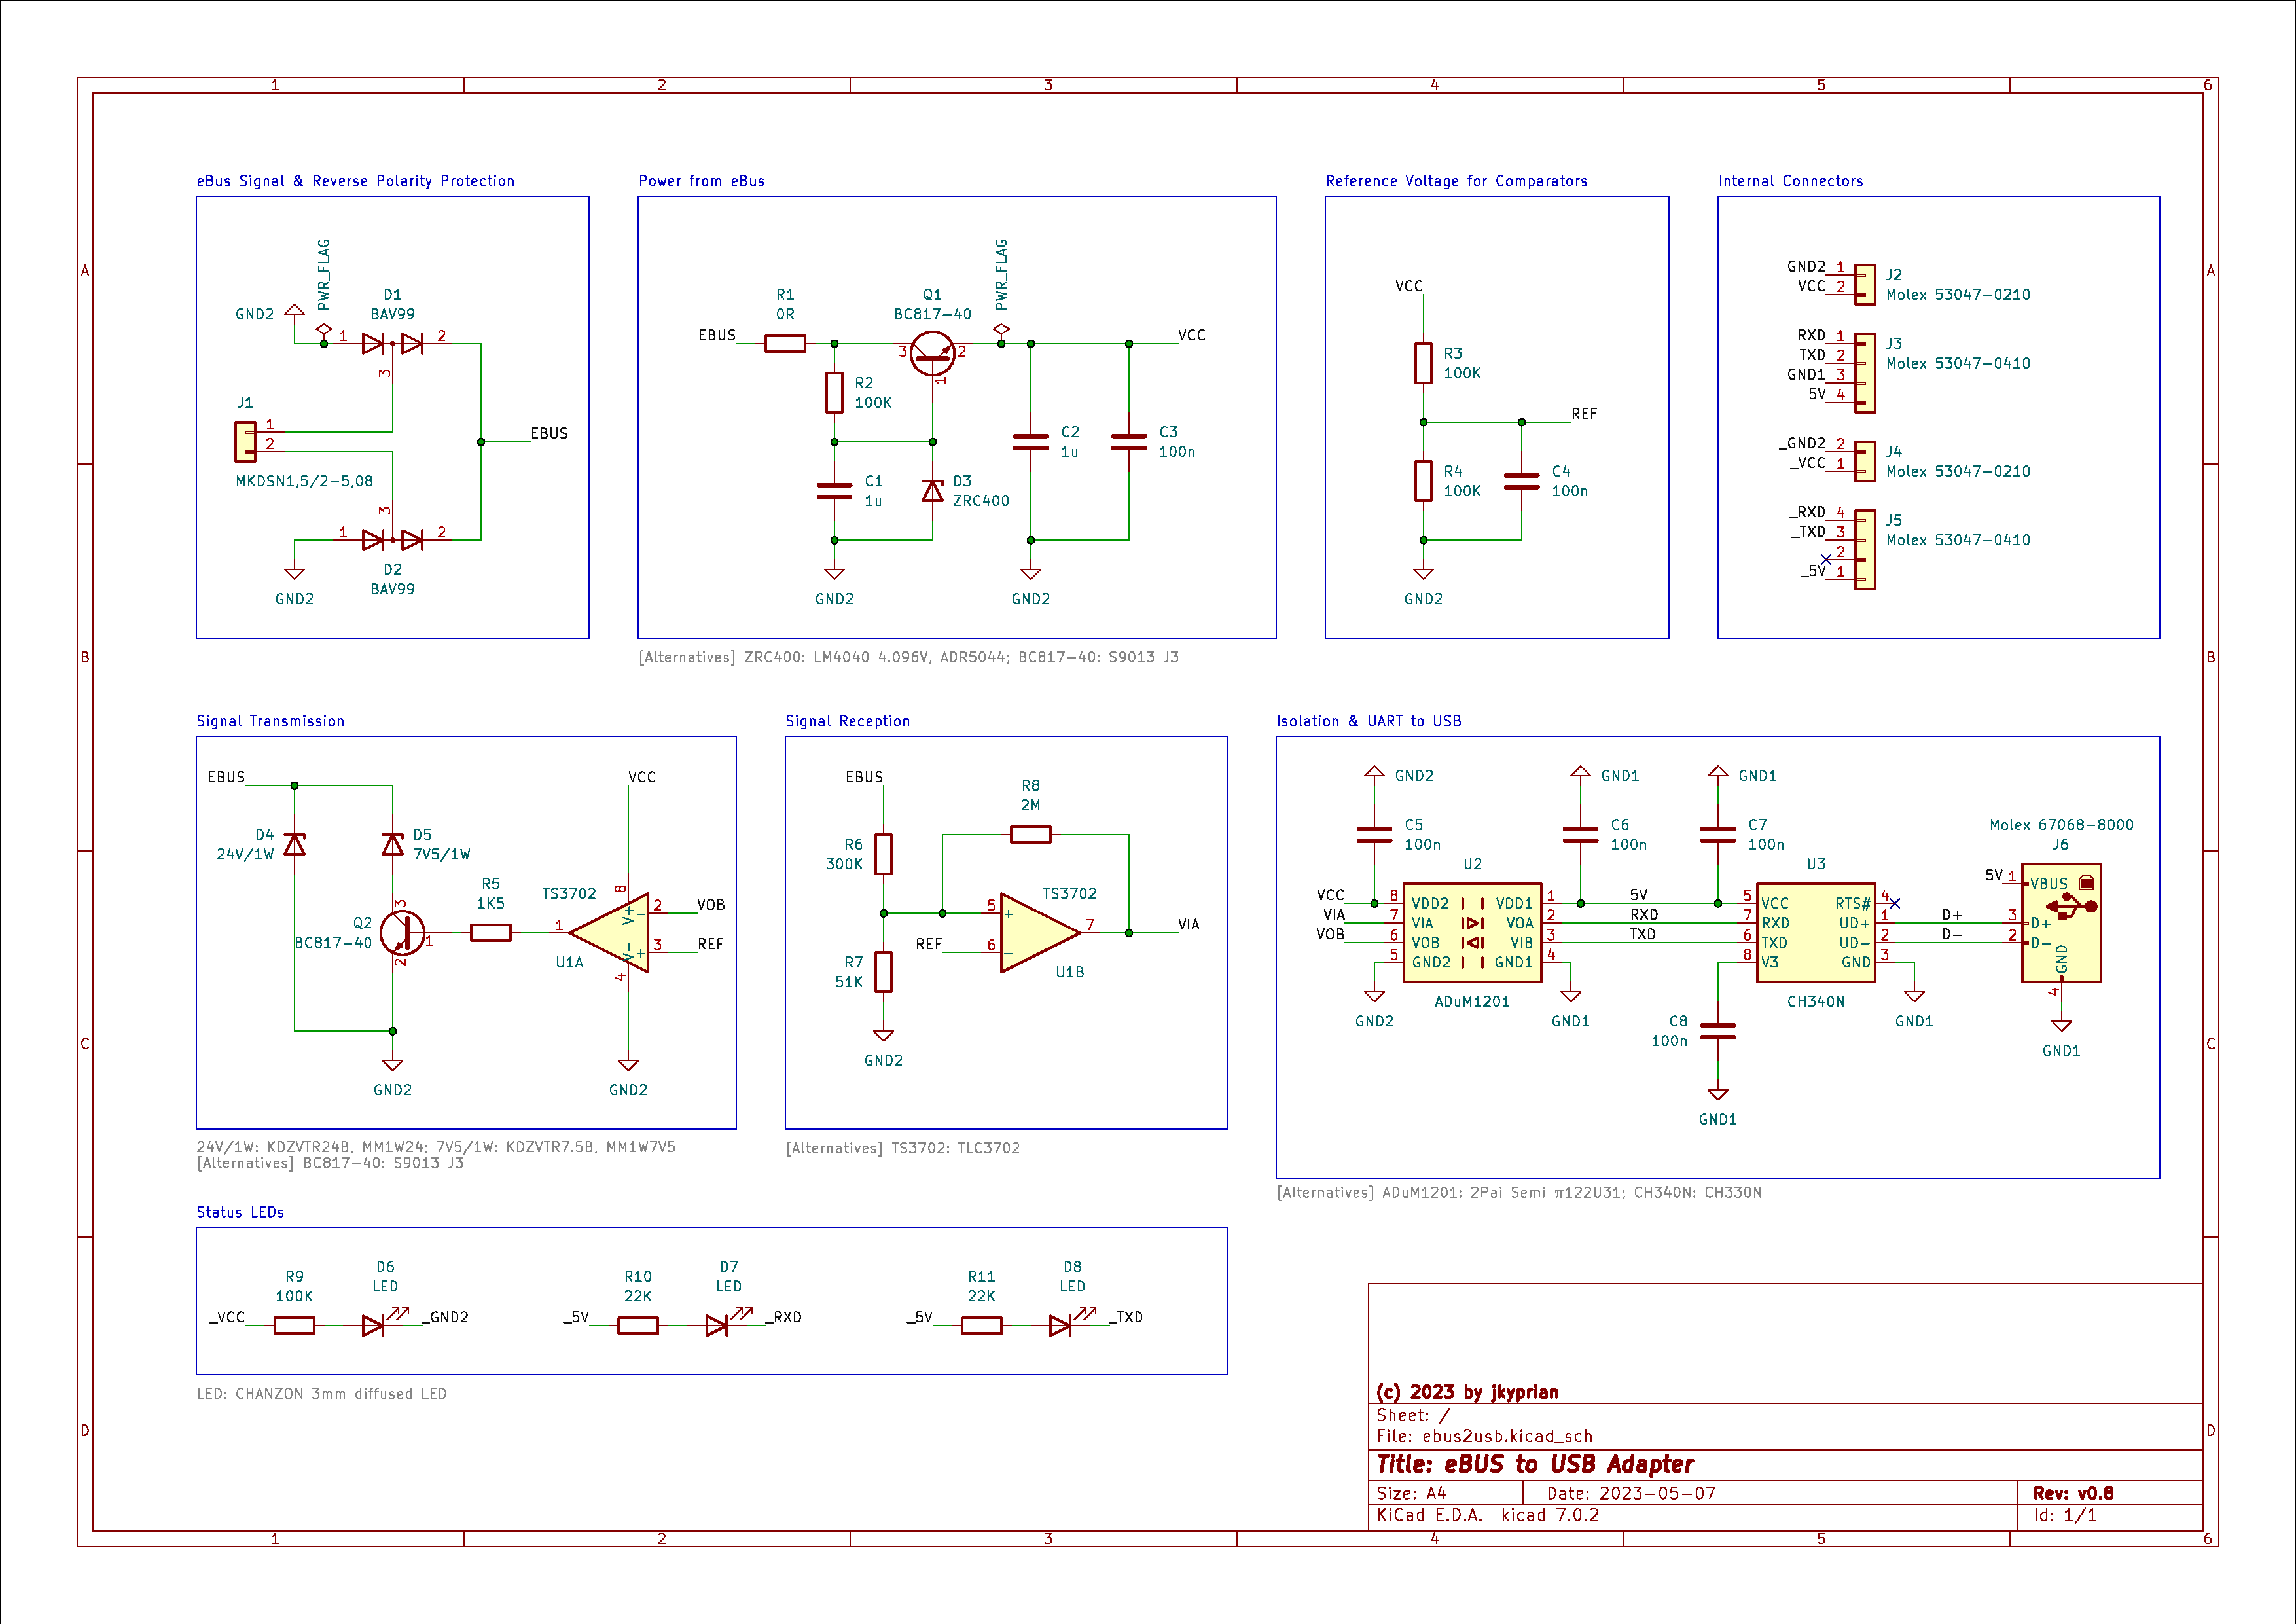 1 2 3 4 5 6
A
B
C
D
A
B
C
D
eBus Signal & Reverse Polarity Protection
PWR_FLAG
GND2
D1
BAV99
1
2
3
J1
1
2
MKDSN1,5/2-5,08
EBUS
3
1
2
D2
BAV99
GND2
Power from eBus
EBUS
R1
0R
Q1
BC817-40
3
2
1
PWR_FLAG
VCC
R2
100K
C1
1u
D3
ZRC400
C2
1u
C3
100n
GND2
GND2
[Alternatives] ZRC400: LM4040 4.096V, ADR5044; BC817-40: S9013 J3
Reference Voltage for Comparators
VCC
R3
100K
REF
R4
100K
C4
100n
GND2
Internal Connectors
GND2 1
VCC 2
J2
Molex 53047-0210
RXD 1
TXD 2
GND1 3
5V 4
J3
Molex 53047-0410
_GND2 2
_VCC 1
J4
Molex 53047-0210
_RXD 4
_TXD 3
2
_5V 1
J5
Molex 53047-0410
Signal Transmission
EBUS
VCC
D4
24V/1W
D5
7V5/1W
R5
1K5
Q2
BC817-40
3
1
2
TS3702
U1A
8
V+
V-
4
1
2
-
3
+
VOB
REF
GND2
GND2
24V/1W: KDZVTR24B, MM1W24; 7V5/1W: KDZVTR7.5B, MM1W7V5
[Alternatives] BC817-40: S9013 J3
Signal Reception
EBUS
R8
2M
R6
300K
R7
51K
REF
5
+
6
-
7
TS3702
U1B
VIA
GND2
[Alternatives] TS3702: TLC3702
Isolation & UART to USB
GND2
GND1
GND1
C5
100n
C6
100n
C7
100n
U2
U3
VCC 8 VDD2 VDD1 1 5V 5 VCC RTS# 4
VIA 7 VIA VOA 2 RXD 7 RXD UD+ 1 D+
VOB 6 VOB VIB 3 TXD 6 TXD UD- 2 D-
5 GND2 GND1 4 8 V3 GND 3
ADuM1201
CH340N
GND2
GND1
GND1
C8
100n
GND1
Molex 67068-8000
J6
5V 1 VBUS
3 D+
2 D-
GND
4
GND1
[Alternatives] ADuM1201: 2Pai Semi π122U31; CH340N: CH330N
Status LEDs
_VCC
R9
100K
D6
LED
_GND2
_5V
R10
22K
D7
LED
_RXD
_5V
R11
22K
D8
LED
_TXD
LED: CHANZON 3mm diffused LED
(c) 2023 by jkyprian
Sheet: /
File: ebus2usb.kicad_sch
Title: eBUS to USB Adapter
Size: A4 Date: 2023-05-07 Rev: v0.8
KiCad E.D.A. kicad 7.0.2 Id: 1/1
1 2 3 4 5 6